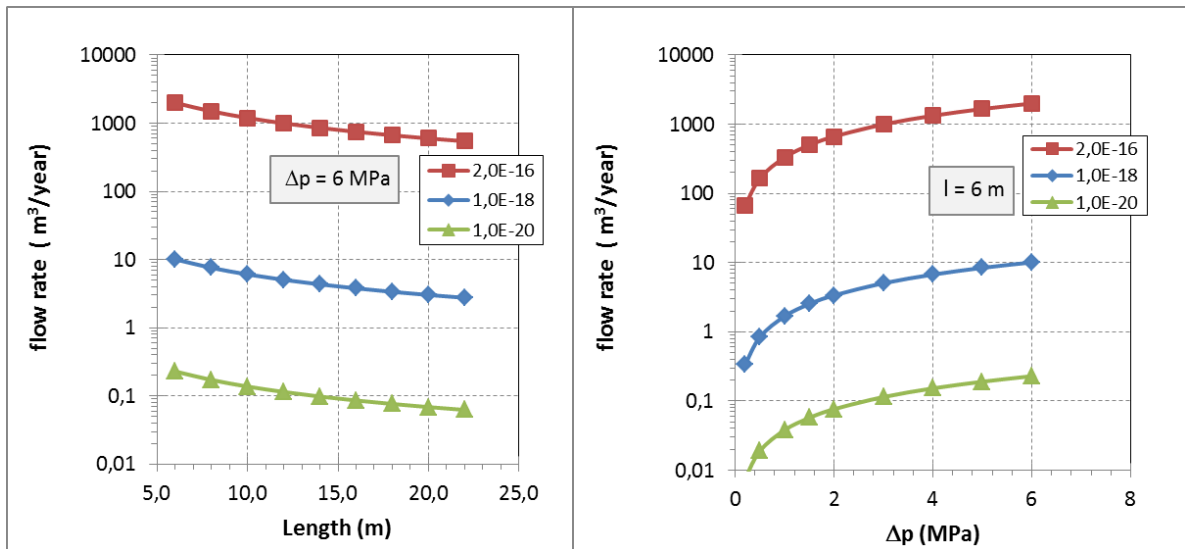 10000
1000
100
10
1
0,1
0,01
flow rate ( m³/year)
Δp = 6 MPa
2,0E-16
1,0E-18
1,0E-20
5,0 10,0 15,0 20,0 25,0
Length (m)
10000
1000
100
10
1
0,1
0,01
flow rate ( m³/year)
l = 6 m
2,0E-16
1,0E-18
1,0E-20
0 2 4 6 8
Δp (MPa)